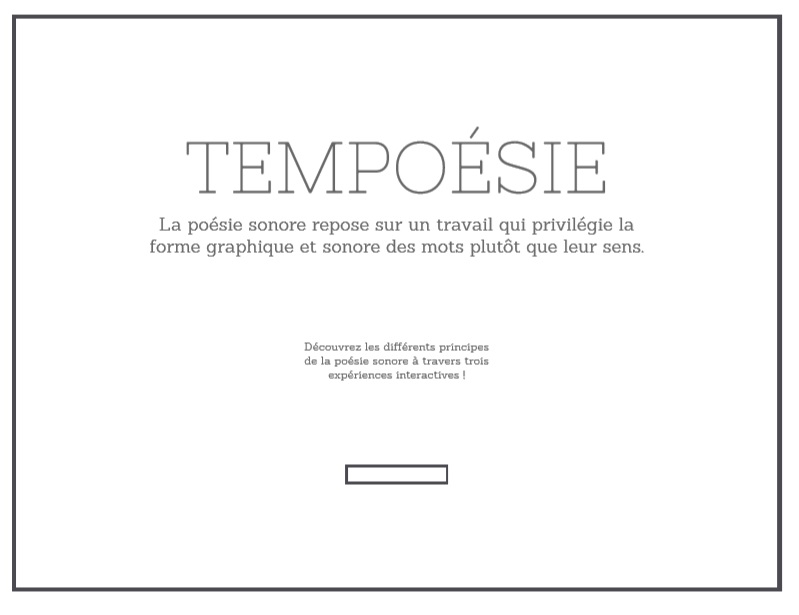 TEMPOÉSIE
La poésie sonore repose sur un travail qui privilégie la
forme graphique et sonore des mots plutôt que leur sens.
Découvrez les différents principes
de la poésie sonore à travers trois
expériences interactives !